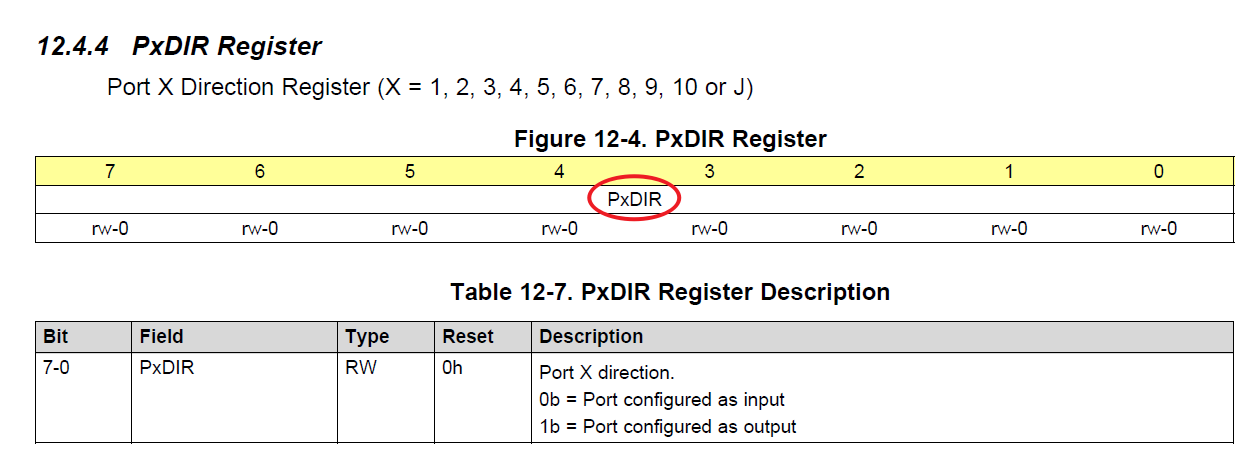 12.4.4 PxDIR Register
Port X Direction Register (X = 1, 2, 3, 4, 5, 6, 7, 8, 9, 10 or J)
Figure 12-4. PxDIR Register
7 6 5 4 3 2 1 0
PxDIR
rw-0 rw-0 rw-0 rw-0 rw-0 rw-0 rw-0 rw-0
Table 12-7. PxDIR Register Description
Bit Field Type Reset Description
7-0 PxDIR RW 0h Port X direction.
0b = Port configured as input
1b = Port configured as output